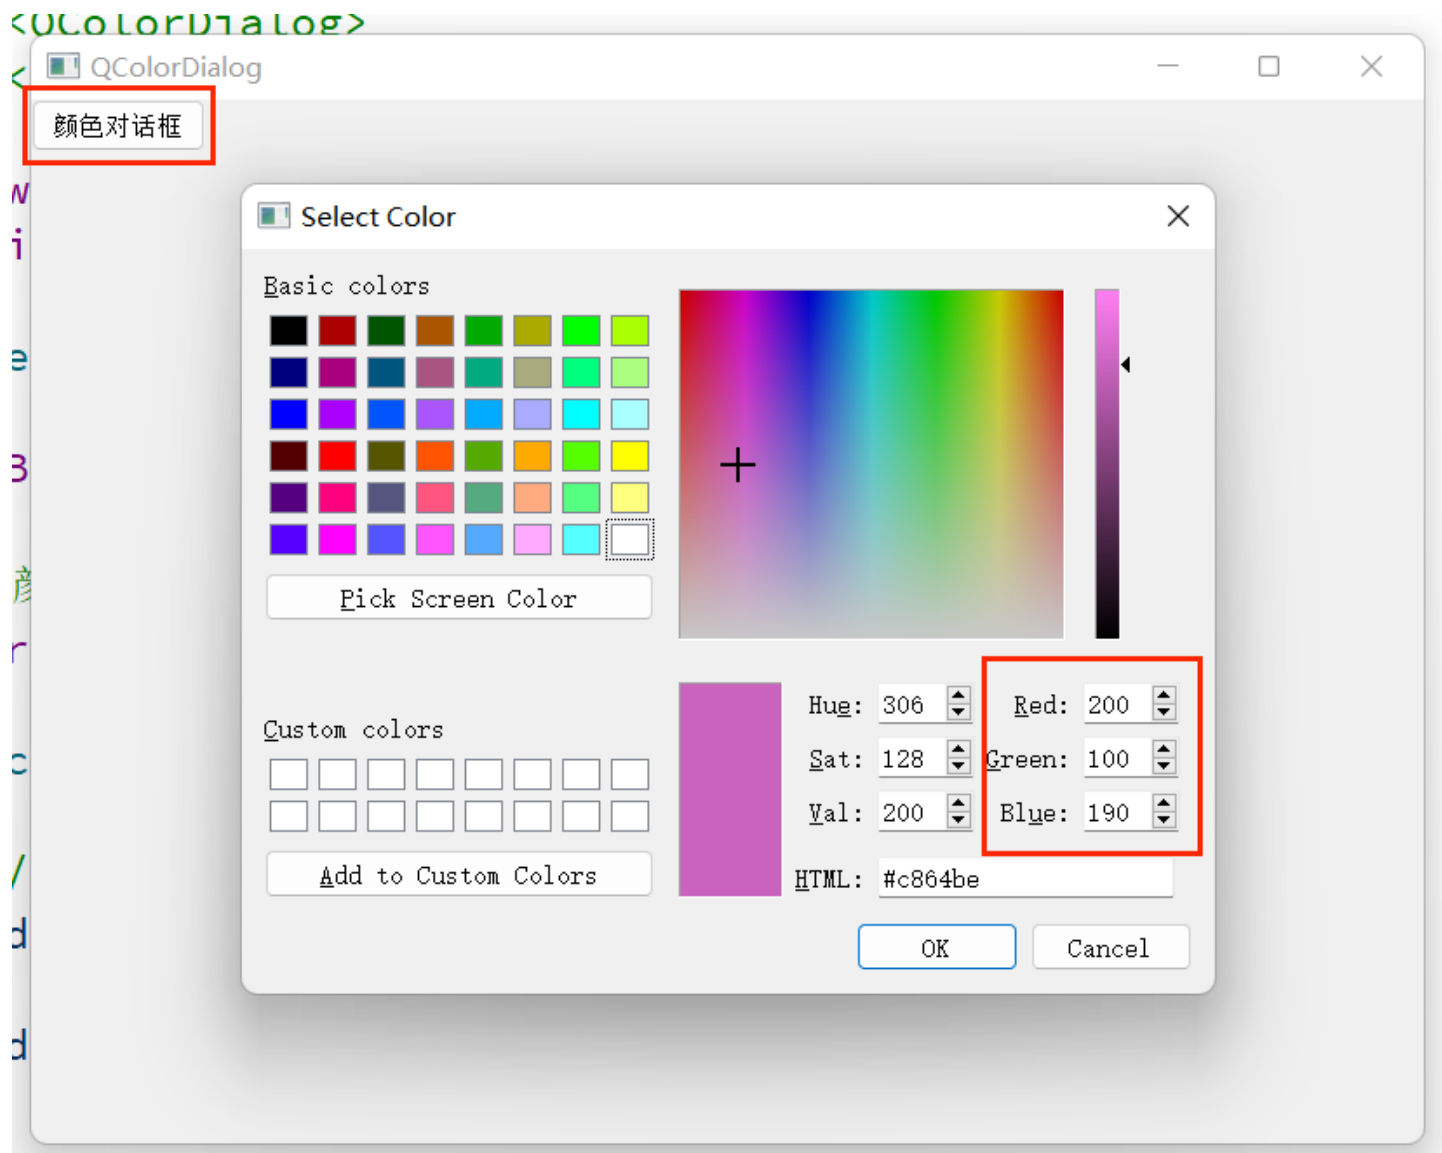 <QColorDialog>
<
QColorDialog
颜色对话框
w
i
e
B
r
c
/
d
d
Select Color
Basic colors
Pick Screen Color
Custom colors
Add to Custom Colors
Hue: 306 Red: 200
Sat: 128 Green: 100
Val: 200 Blue: 190
HTML: #c864be
OK Cancel